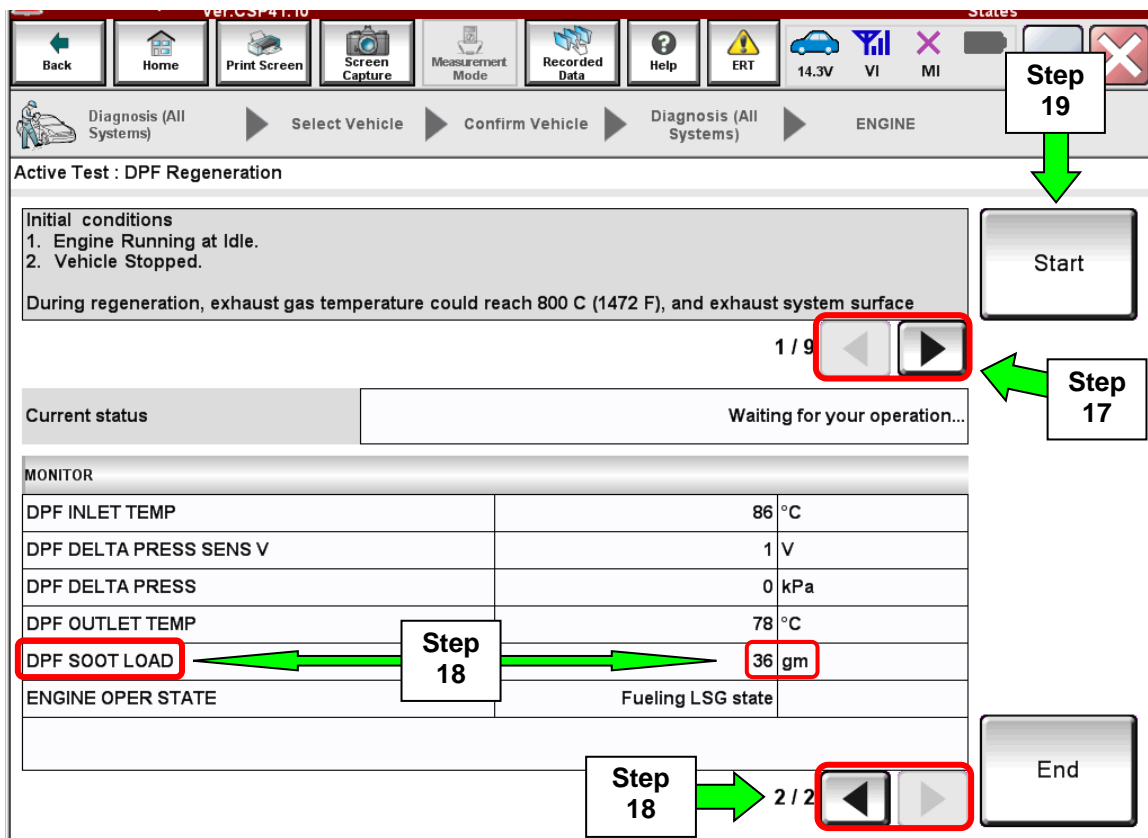 Ver.CSP41.10
States
Back
Home
Print Screen
Screen
Capture
Measurement
Mode
Recorded
Data
Help
ERT
14.3V
VI
MI
Step
19
Diagnosis (All
Systems)
Select Vehicle
Confirm Vehicle
Diagnosis (All
Systems)
ENGINE
Active Test : DPF Regeneration
Initial conditions
1. Engine Running at Idle.
2. Vehicle Stopped.
During regeneration, exhaust gas temperature could reach 800 C (1472 F), and exhaust system surface
Start
1 / 9
Step
17
Current status
Waiting for your operation...
MONITOR
DPF INLET TEMP 86 °C
DPF DELTA PRESS SENS V 1 V
DPF DELTA PRESS 0 kPa
DPF OUTLET TEMP 78 °C
DPF SOOT LOAD 36 gm
Step
18
ENGINE OPER STATE Fueling LSG state
Step
18
2 / 2
End